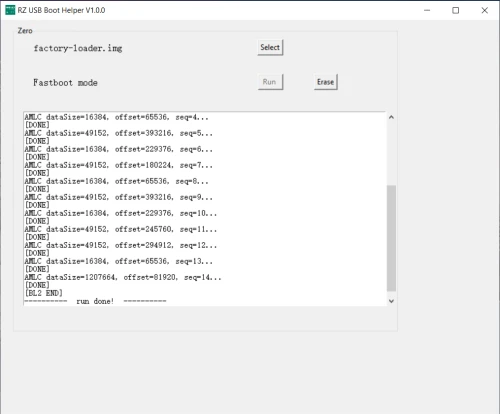 RZ USB Boot Helper V1.0.0
Zero
factory-loader.img
Select
Fastboot mode
Run
Erase
AMLC dataSize=16384, offset=65536, seq=4...
[DONE]
AMLC dataSize=49152, offset=393216, seq=5...
[DONE]
AMLC dataSize=16384, offset=229376, seq=6...
[DONE]
AMLC dataSize=49152, offset=180224, seq=7...
[DONE]
AMLC dataSize=16384, offset=65536, seq=8...
[DONE]
AMLC dataSize=49152, offset=393216, seq=9...
[DONE]
AMLC dataSize=16384, offset=229376, seq=10...
[DONE]
AMLC dataSize=49152, offset=245760, seq=11...
[DONE]
AMLC dataSize=49152, offset=294912, seq=12...
[DONE]
AMLC dataSize=16384, offset=65536, seq=13...
[DONE]
AMLC dataSize=1207664, offset=81920, seq=14...
[DONE]
[BL2 END]
---------- run done! ----------